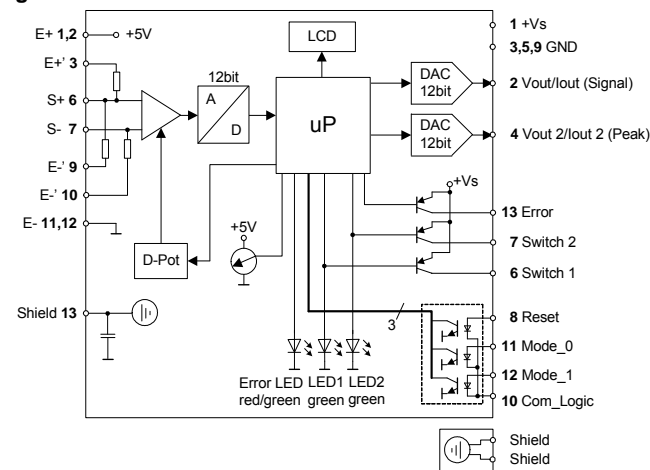 g
E+ 1,2
+5V
E+' 3
S+ 6
S- 7
E-' 9
E-' 10
E- 11,12
Shield 13
12bit
A
D
D-Pot
+5V
LCD
uP
DAC
12bit
DAC
12bit
+Vs
3
Error LED LED1 LED2
red/green green green
1 +Vs
3,5,9 GND
2 Vout/Iout (Signal)
4 Vout 2/Iout 2 (Peak)
13 Error
7 Switch 2
6 Switch 1
8 Reset
11 Mode_0
12 Mode_1
10 Com_Logic
Shield
Shield